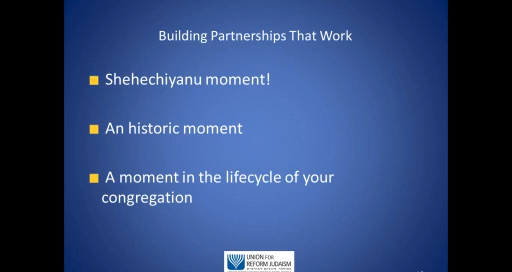 Building Partnerships That Work
Shehechiyanu moment!
An historic moment
A moment in the lifecycle of your
congregation
UNION FOR
REFORM JUDAISM